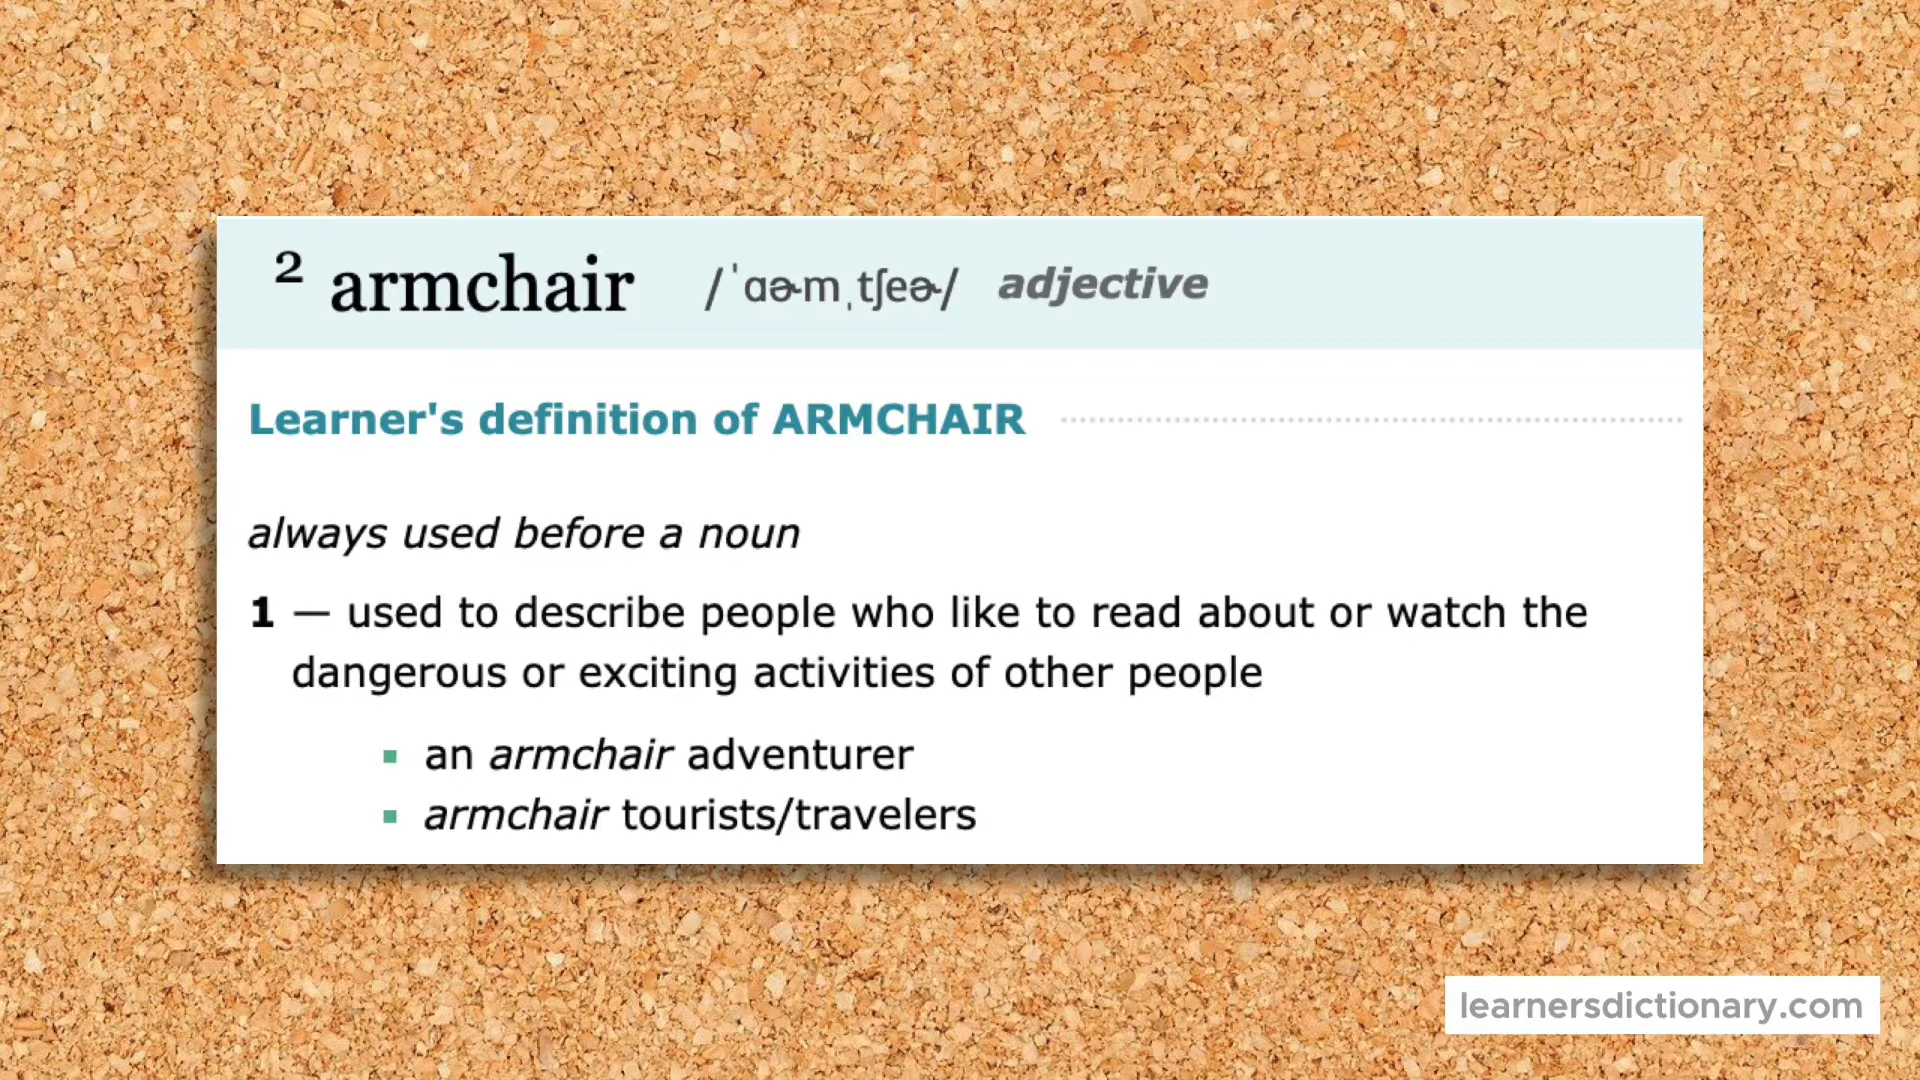 ² armchair /ˈɑɚmˌtʃeɚ/ adjective
Learner's definition of ARMCHAIR
always used before a noun
1 — used to describe people who like to read about or watch the
dangerous or exciting activities of other people
▪ an armchair adventurer
▪ armchair tourists/travelers
learnersdictionary.com